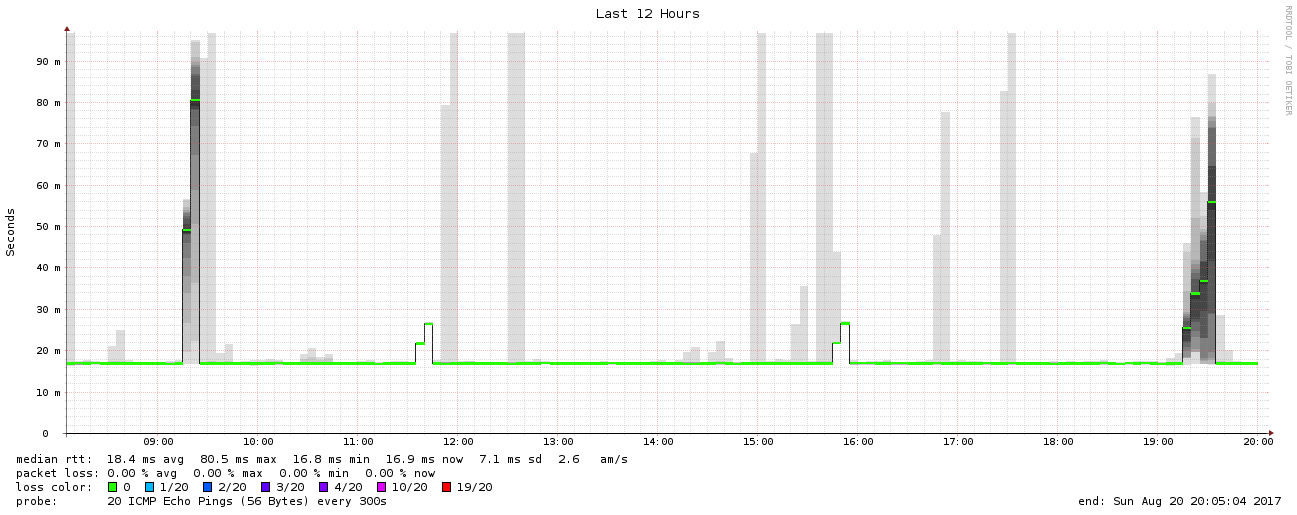 Last 12 Hours
RRDTOOL / TOBI OETIKER
Seconds
90 m
80 m
70 m
60 m
50 m
40 m
30 m
20 m
10 m
0
09:00 10:00 11:00 12:00 13:00 14:00 15:00 16:00 17:00 18:00 19:00 20:00
median rtt: 18.4 ms avg 80.5 ms max 16.8 ms min 16.9 ms now 7.1 ms sd 2.6 am/s
packet loss: 0.00 % avg 0.00 % max 0.00 % min 0.00 % now
loss color: 0 1/20 2/20 3/20 4/20 10/20 19/20
probe: 20 ICMP Echo Pings (56 Bytes) every 300s end: Sun Aug 20 20:05:04 2017